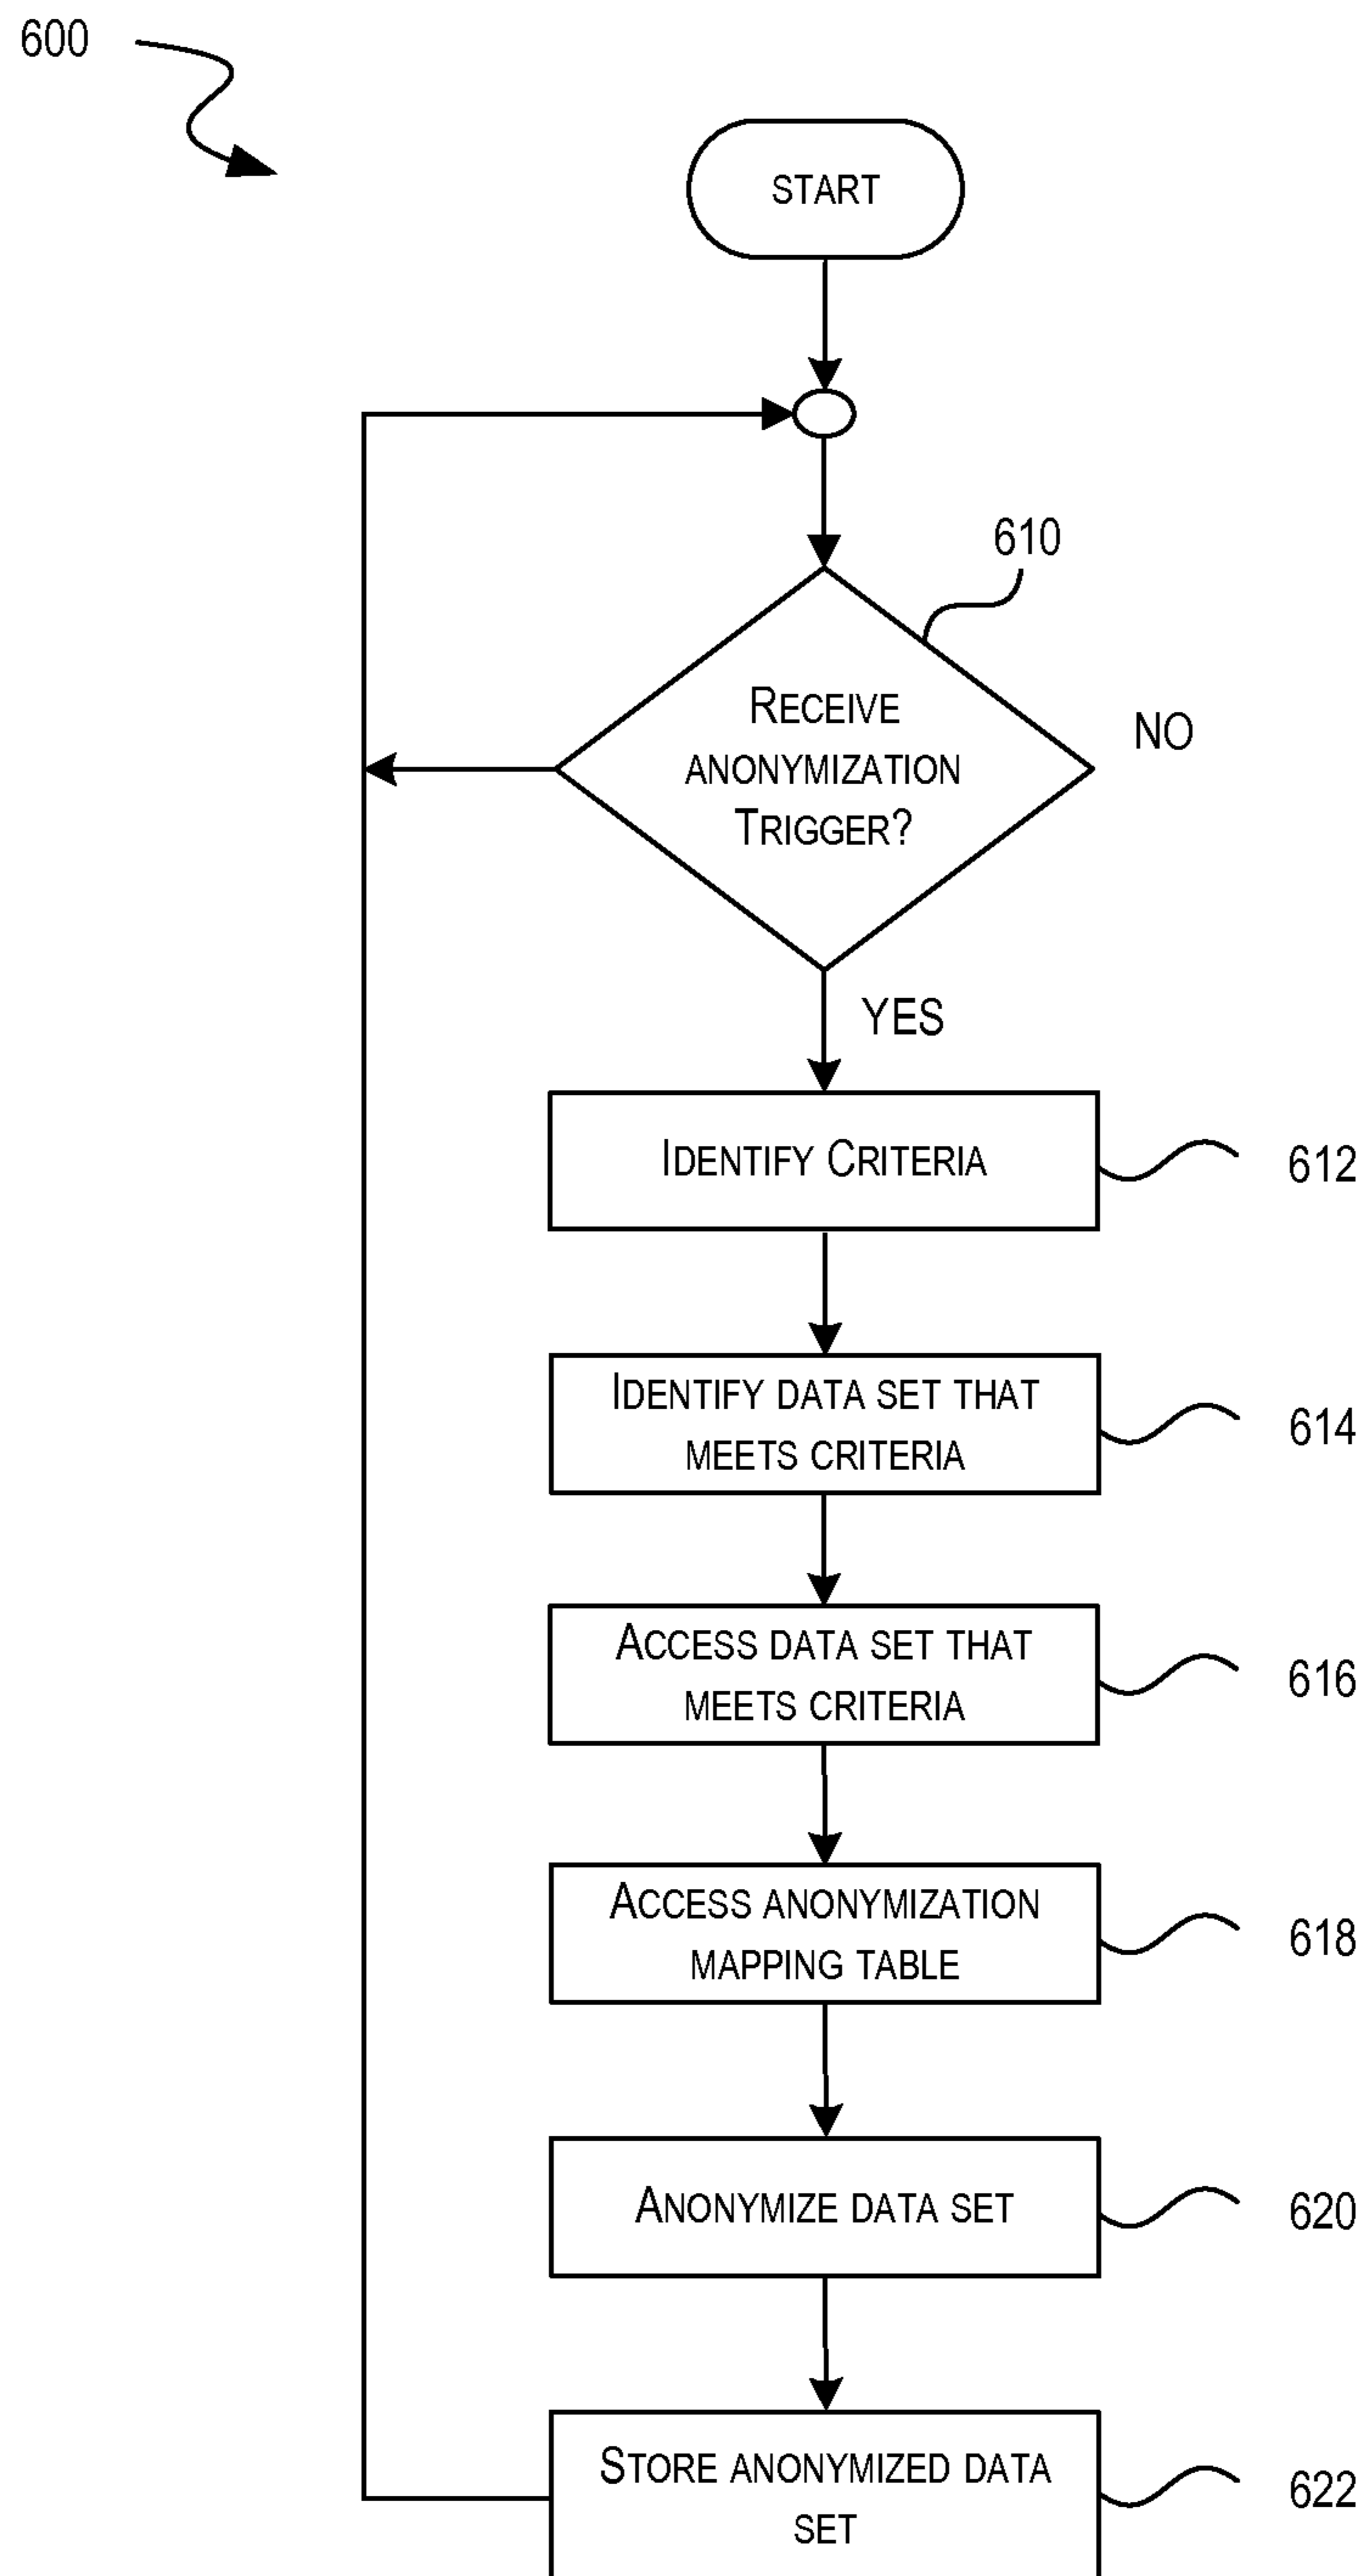 600
START
610
RECEIVE
ANONYMIZATION
TRIGGER?
NO
YES
IDENTIFY CRITERIA
612
IDENTIFY DATA SET THAT
MEETS CRITERIA
614
ACCESS DATA SET THAT
MEETS CRITERIA
616
ACCESS ANONYMIZATION
MAPPING TABLE
618
ANONYMIZE DATA SET
620
STORE ANONYMIZED DATA
SET
622